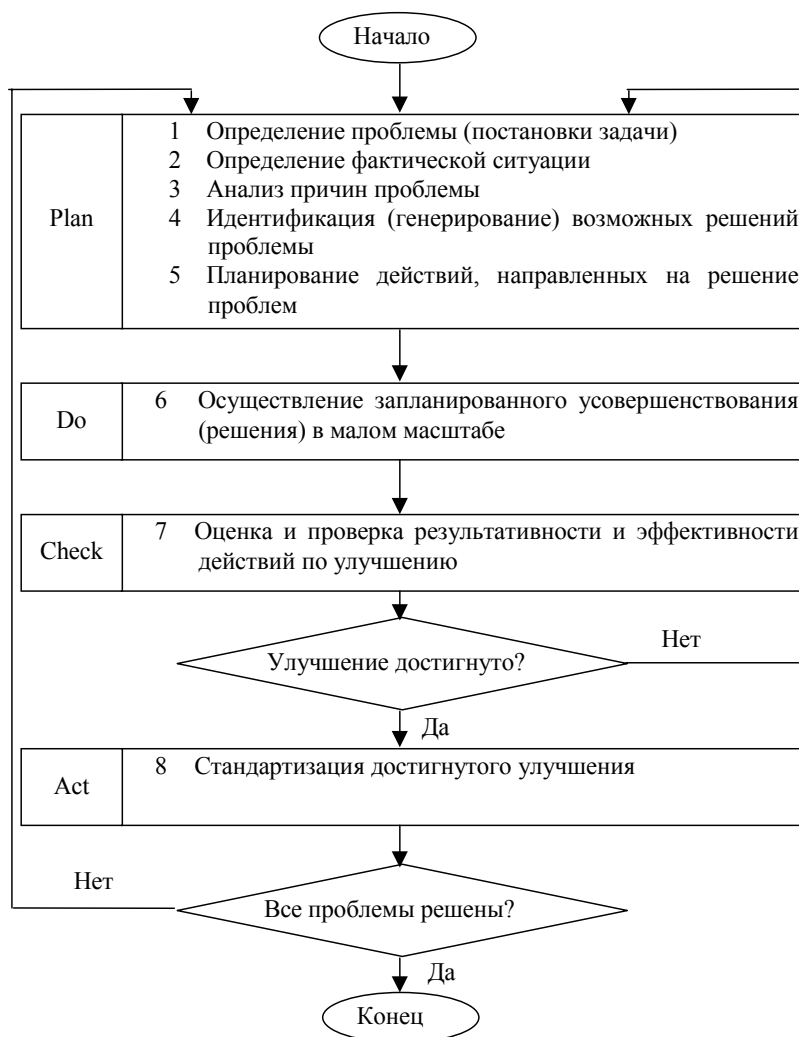 Начало
Plan
1 Определение проблемы (постановки задачи)
2 Определение фактической ситуации
3 Анализ причин проблемы
4 Идентификация (генерирование) возможных решений
проблемы
5 Планирование действий, направленных на решение
проблем
Do
6 Осуществление запланированного усовершенствования
(решения) в малом масштабе
Check
7 Оценка и проверка результативности и эффективности
действий по улучшению
Улучшение достигнуто?
Нет
Да
Act
8 Стандартизация достигнутого улучшения
Нет
Все проблемы решены?
Да
Конец